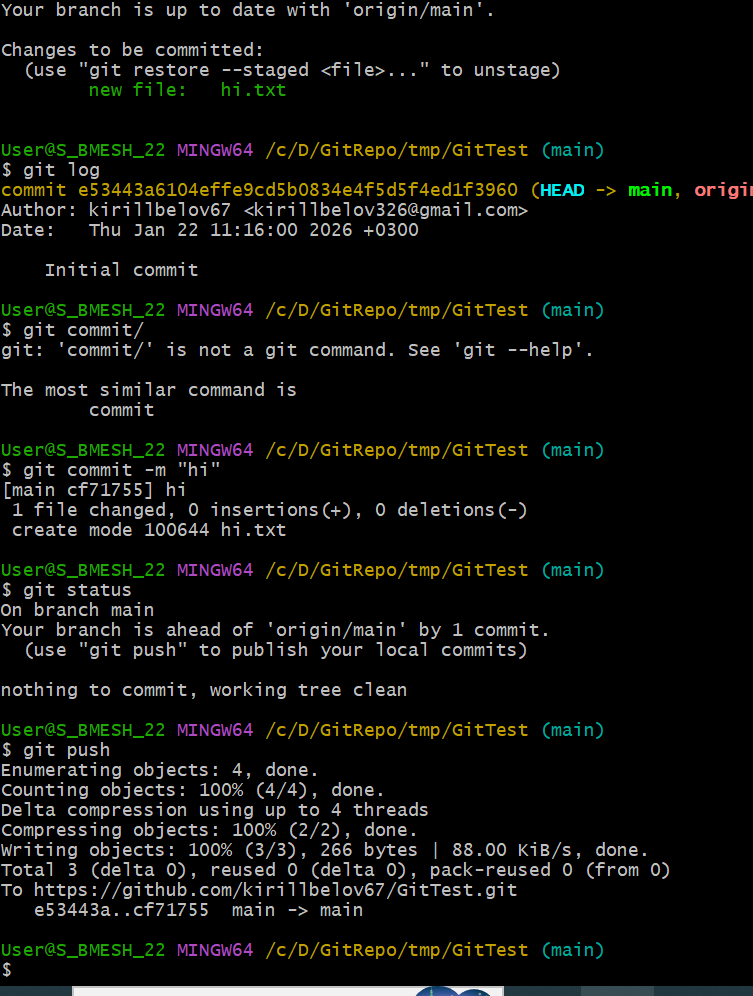 Your branch is up to date with 'origin/main'.
Changes to be committed:
  (use "git restore --staged <file>..." to unstage)
        new file:   hi.txt
User@S_BMESH_22 MINGW64 /c/D/GitRepo/tmp/GitTest (main)
$ git log
commit e53443a6104effe9cd5b0834e4f5d5f4ed1f3960 (HEAD -> main, origin
Author: kirillbelov67 <kirillbelov326@gmail.com>
Date:   Thu Jan 22 11:16:00 2026 +0300
    Initial commit
User@S_BMESH_22 MINGW64 /c/D/GitRepo/tmp/GitTest (main)
$ git commit/
git: 'commit/' is not a git command. See 'git --help'.
The most similar command is
        commit
User@S_BMESH_22 MINGW64 /c/D/GitRepo/tmp/GitTest (main)
$ git commit -m "hi"
[main cf71755] hi
 1 file changed, 0 insertions(+), 0 deletions(-)
 create mode 100644 hi.txt
User@S_BMESH_22 MINGW64 /c/D/GitRepo/tmp/GitTest (main)
$ git status
On branch main
Your branch is ahead of 'origin/main' by 1 commit.
  (use "git push" to publish your local commits)
nothing to commit, working tree clean
User@S_BMESH_22 MINGW64 /c/D/GitRepo/tmp/GitTest (main)
$ git push
Enumerating objects: 4, done.
Counting objects: 100% (4/4), done.
Delta compression using up to 4 threads
Compressing objects: 100% (2/2), done.
Writing objects: 100% (3/3), 266 bytes | 88.00 KiB/s, done.
Total 3 (delta 0), reused 0 (delta 0), pack-reused 0 (from 0)
To https://github.com/kirillbelov67/GitTest.git
   e53443a..cf71755  main -> main
User@S_BMESH_22 MINGW64 /c/D/GitRepo/tmp/GitTest (main)
$